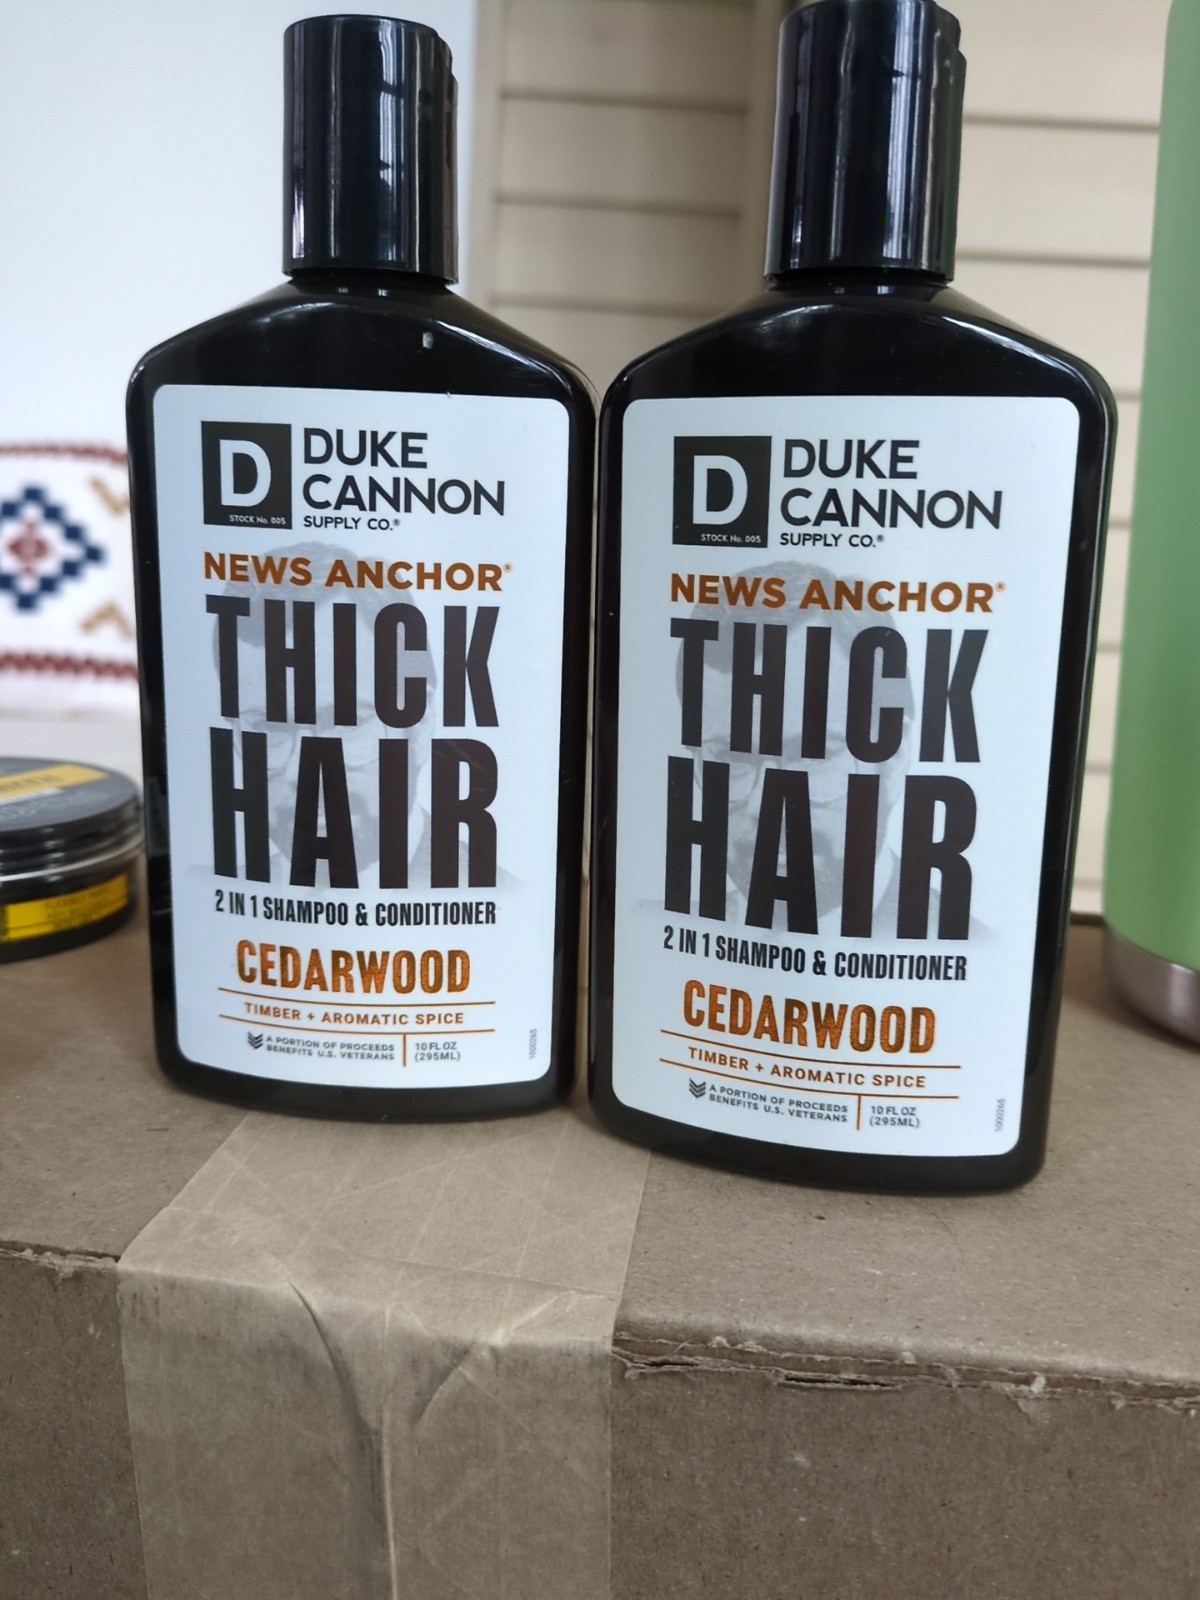 D
STOCK No. 005
DUKE
CANNON
SUPPLY CO.®
NEWS ANCHOR®
THICK
HAIR
2 IN 1 SHAMPOO & CONDITIONER
CEDARWOOD
TIMBER + AROMATIC SPICE
A PORTION OF PROCEEDS
BENEFITS U.S. VETERANS
10 FL OZ
(295ML)
1000265
D
STOCK No. 005
DUKE
CANNON
SUPPLY CO.®
NEWS ANCHOR®
THICK
HAIR
2 IN 1 SHAMPOO & CONDITIONER
CEDARWOOD
TIMBER + AROMATIC SPICE
A PORTION OF PROCEEDS
BENEFITS U.S. VETERANS
10 FL OZ
(295ML)
1000265